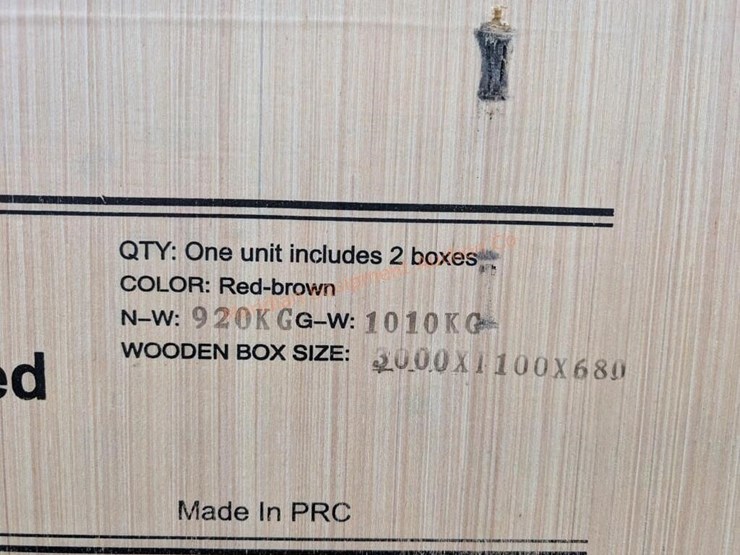 QTY: One unit includes 2 boxes
COLOR: Red-brown
N-W: 920KG G-W: 1010KG
ed
WOODEN BOX SIZE: 3000X1100X680
Made In PRC